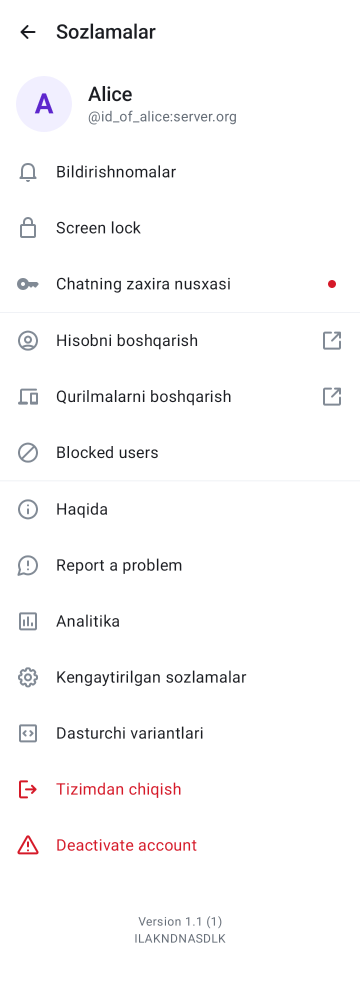 Sozlamalar
A
Alice
@id_of_alice:server.org
Bildirishnomalar
Screen lock
Chatning zaxira nusxasi
Hisobni boshqarish
Qurilmalarni boshqarish
Blocked users
Haqida
Report a problem
Analitika
Kengaytirilgan sozlamalar
Dasturchi variantlari
Tizimdan chiqish
Deactivate account
Version 1.1 (1)
ILAKNDNASDLK